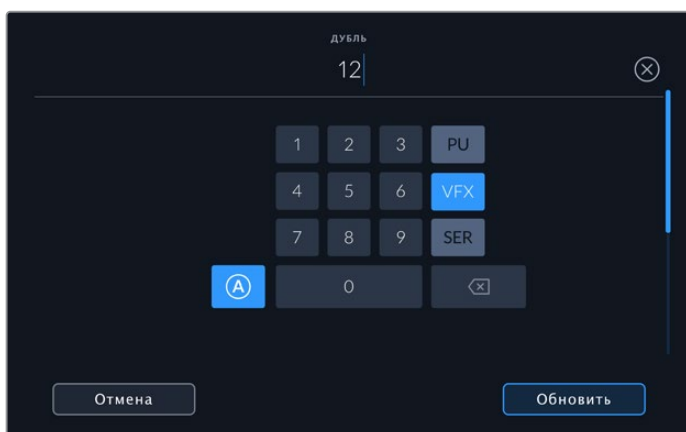 ДУБЛЬ
12
1 2 3 PU
4 5 6 VFX
7 8 9 SER
A 0
Отмена Обновить